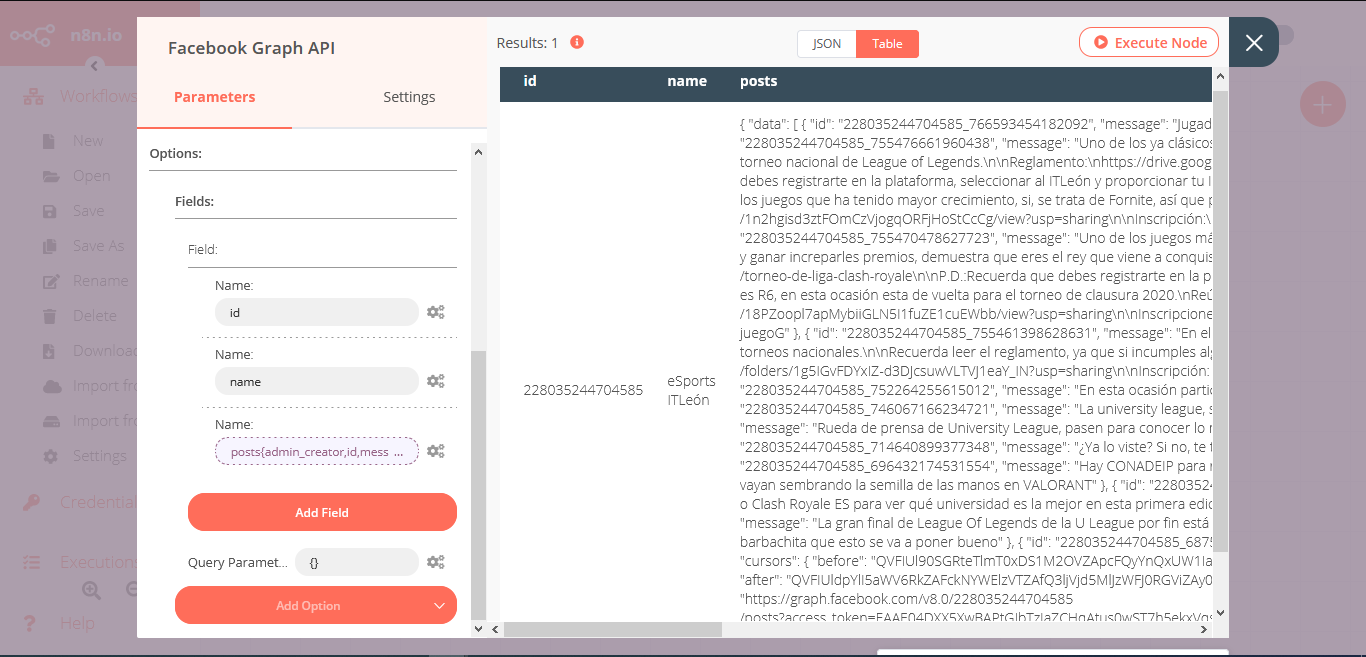 n8n.io
Workflows
New
Open
Save
Save As
Rename
Delete
Import
Import
Settings
Help
Facebook Graph API
Parameters
Settings
Options:
Fields:
Field:
Name:
id
Name:
name
Name:
posts{admin_creator,id,mess ...
Add Field
Query Paramet...
{}
Add Option
Results: 1
JSON
Table
Execute Node
id name posts
228035244704585
eSports
ITLeón
{ "data": [ { "id": "228035244704585_766593454182092", "message": "Jugad
"228035244704585_755476661960438", "message": "Uno de los ya clásicos
torneo nacional de League of Legends.\n\nReglamento:\nhttps://drive.goog
debes registrarte en la plataforma, seleccionar al ITLeón y proporcionar tu I
los juegos que ha tenido mayor crecimiento, si, se trata de Fornite, así que p
/1n2hgisd3ztFOmCzVjogqORFjHoStCcCg/view?usp=sharing\n\nInscripción:\
"228035244704585_755470478627723", "message": "Uno de los juegos má
y ganar increparles premios, demuestra que eres el rey que viene a conquis
/torneo-de-liga-clash-royale\n\nP.D.:Recuerda que debes registrarte en la p
es R6, en esta ocasión esta de vuelta para el torneo de clausura 2020.\nReú
/18PZoopl7apMybiiGLN5I1fuZE1cuEWbb/view?usp=sharing\n\nInscripcione
juegoG" }, { "id": "228035244704585_755461398628631", "message": "En el
torneos nacionales.\n\nRecuerda leer el reglamento, ya que si incumples alg
/folders/1g5IGvFDYxIZ-d3DJcsuwVLTVJ1eaY_IN?usp=sharing\n\nInscripción:
"228035244704585_752264255615012", "message": "En esta ocasión partic
"228035244704585_746067166234721", "message": "La university league, s
"message": "Rueda de prensa de University League, pasen para conocer lo r
"228035244704585_714640899377348", "message": "¿Ya lo viste? Si no, te t
"228035244704585_696432174531554", "message": "Hay CONADEIP para r
vayan sembrando la semilla de las manos en VALORANT" }, { "id": "22803524
o Clash Royale ES para ver qué universidad es la mejor en esta primera edic
"message": "La gran final de League Of Legends de la U League por fin está
barbachita que esto se va a poner bueno" }, { "id": "228035244704585_6875
"cursors": { "before": "QVFIUl90SGRteTlmT0xDS1M2OVZApcFQyYnQxUW1Ia
"after": "QVFIUldpYlI5aWV6RkZAFckNYWElzVTZAfQ3ljVjd5MlJzWFJ0RGViZAy0
"https://graph.facebook.com/v8.0/228035244704585